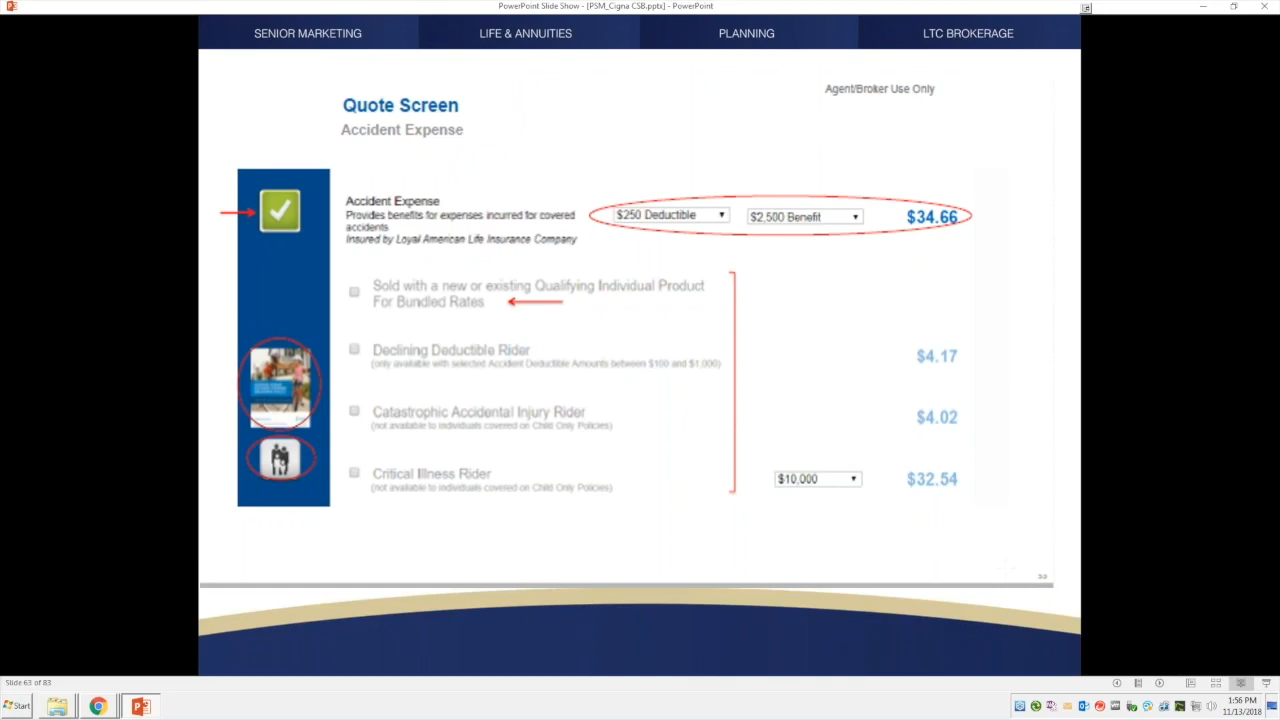 PowerPoint Slide Show - [PSM_Cigna CSB.pptx] - PowerPoint
SENIOR MARKETING
LIFE & ANNUITIES
PLANNING
LTC BROKERAGE
Agent/Broker Use Only
Quote Screen
Accident Expense
Accident Expense
Provides benefits for expenses incurred for covered
accidents
Insured by Loyal American Life Insurance Company
$250 Deductible
$2,500 Benefit
$34.66
Sold with a new or existing Qualifying Individual Product
For Bundled Rates
Declining Deductible Rider
(only available with selected Accident Deductible Amounts between $100 and $1,000)
$4.17
Catastrophic Accidental Injury Rider
(not available to individuals covered on Child Only Policies)
$4.02
Critical Illness Rider
(not available to individuals covered on Child Only Policies)
$10,000
$32.54
Slide 63 of 83
Start
1:56 PM
11/13/2018